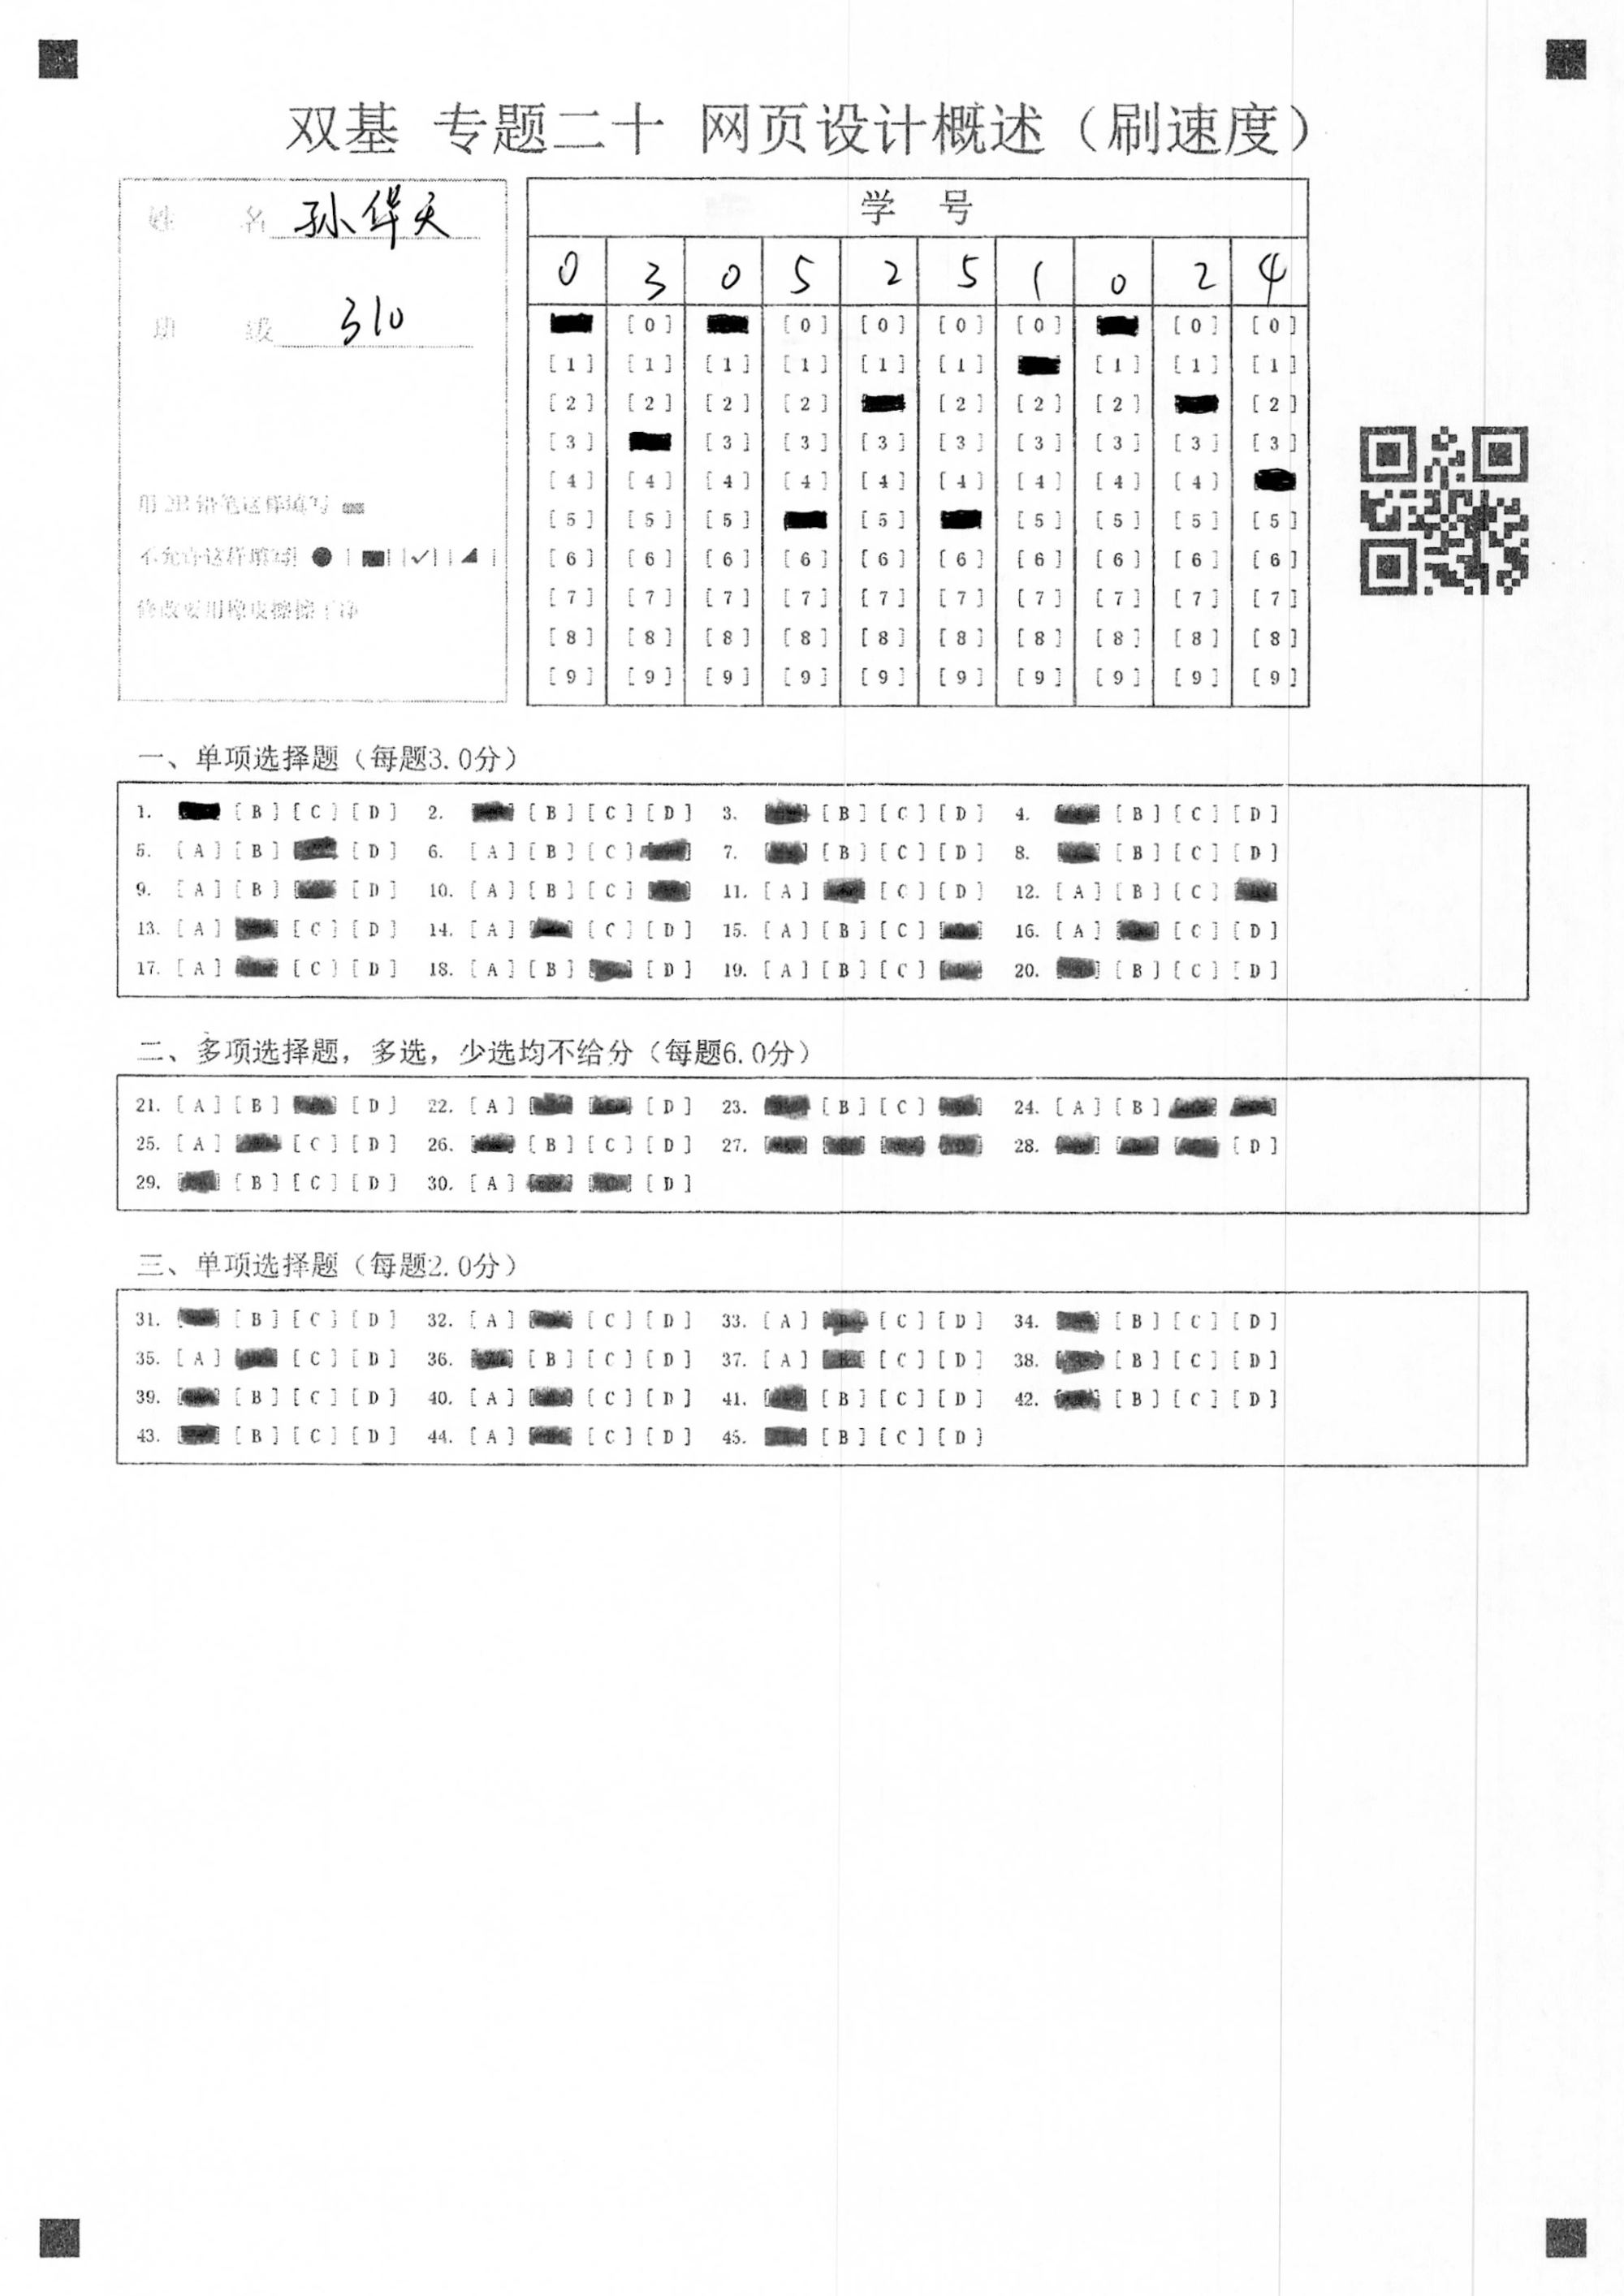 双基 专题二十 网页设计概述（刷速度）
姓 名 孙华天
班 级 310
用2B铅笔这样填写
不允许这样填写
修改要用橡皮擦擦干净
学 号
0 3 0 5 2 5 1 0 2 4
[0] [0] [0] [0] [0] [0] [0]
[1] [1] [1] [1] [1] [1] [1] [1] [1]
[2] [2] [2] [2] [2] [2] [2] [2]
[3] [3] [3] [3] [3] [3] [3] [3] [3]
[4] [4] [4] [4] [4] [4] [4] [4] [4]
[5] [5] [5] [5] [5] [5] [5] [5]
[6] [6] [6] [6] [6] [6] [6] [6] [6] [6]
[7] [7] [7] [7] [7] [7] [7] [7] [7] [7]
[8] [8] [8] [8] [8] [8] [8] [8] [8] [8]
[9] [9] [9] [9] [9] [9] [9] [9] [9] [9]
一、单项选择题（每题3.0分）
1. [B] [C] [D] 2. [B] [C] [D] 3. [B] [C] [D] 4. [B] [C] [D]
5. [A] [B] [D] 6. [A] [B] [C] 7. [B] [C] [D] 8. [B] [C] [D]
9. [A] [B] [D] 10. [A] [B] [C] 11. [A] [C] [D] 12. [A] [B] [C]
13. [A] [C] [D] 14. [A] [C] [D] 15. [A] [B] [C] 16. [A] [C] [D]
17. [A] [C] [D] 18. [A] [B] [D] 19. [A] [B] [C] 20. [B] [C] [D]
二、多项选择题，多选，少选均不给分（每题6.0分）
21. [A] [B] [D] 22. [A] [D] 23. [B] [C] 24. [A] [B]
25. [A] [C] [D] 26. [B] [C] [D] 27. 28. [D]
29. [B] [C] [D] 30. [A] [D]
三、单项选择题（每题2.0分）
31. [B] [C] [D] 32. [A] [C] [D] 33. [A] [C] [D] 34. [B] [C] [D]
35. [A] [C] [D] 36. [B] [C] [D] 37. [A] [C] [D] 38. [B] [C] [D]
39. [B] [C] [D] 40. [A] [C] [D] 41. [B] [C] [D] 42. [B] [C] [D]
43. [B] [C] [D] 44. [A] [C] [D] 45. [B] [C] [D]